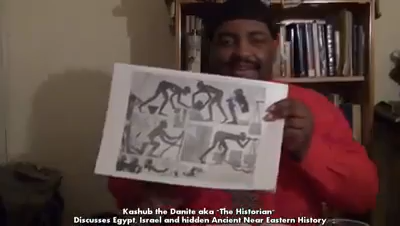 Kashub the Danite aka "The Historian"
Discusses Egypt, Israel and hidden Ancient Near Eastern History